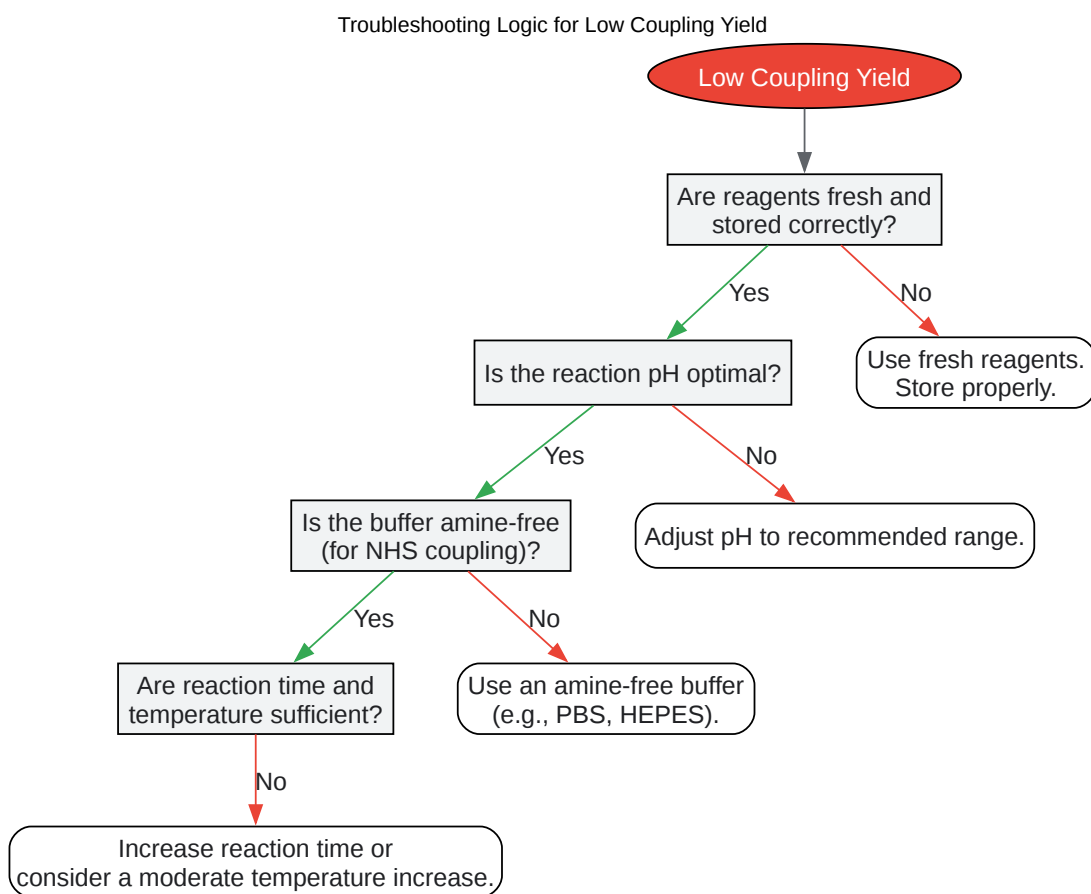 Troubleshooting Logic for Low Coupling Yield
Low Coupling Yield
Are reagents fresh and
stored correctly?
Yes
No
Use fresh reagents.
Store properly.
Is the reaction pH optimal?
Yes
No
Adjust pH to recommended range.
Is the buffer amine-free
(for NHS coupling)?
Yes
No
Use an amine-free buffer
(e.g., PBS, HEPES).
Are reaction time and
temperature sufficient?
No
Increase reaction time or
consider a moderate temperature increase.